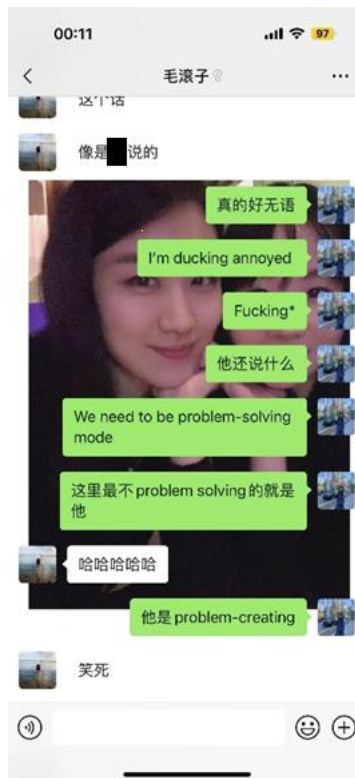 00:11
97
毛滚子
这个话
像是 说的
真的好无语
I'm ducking annoyed
Fucking*
他还说什么
We need to be problem-solving
mode
这里最不problem solving的就是
他
哈哈哈哈哈
他是problem-creating
笑死